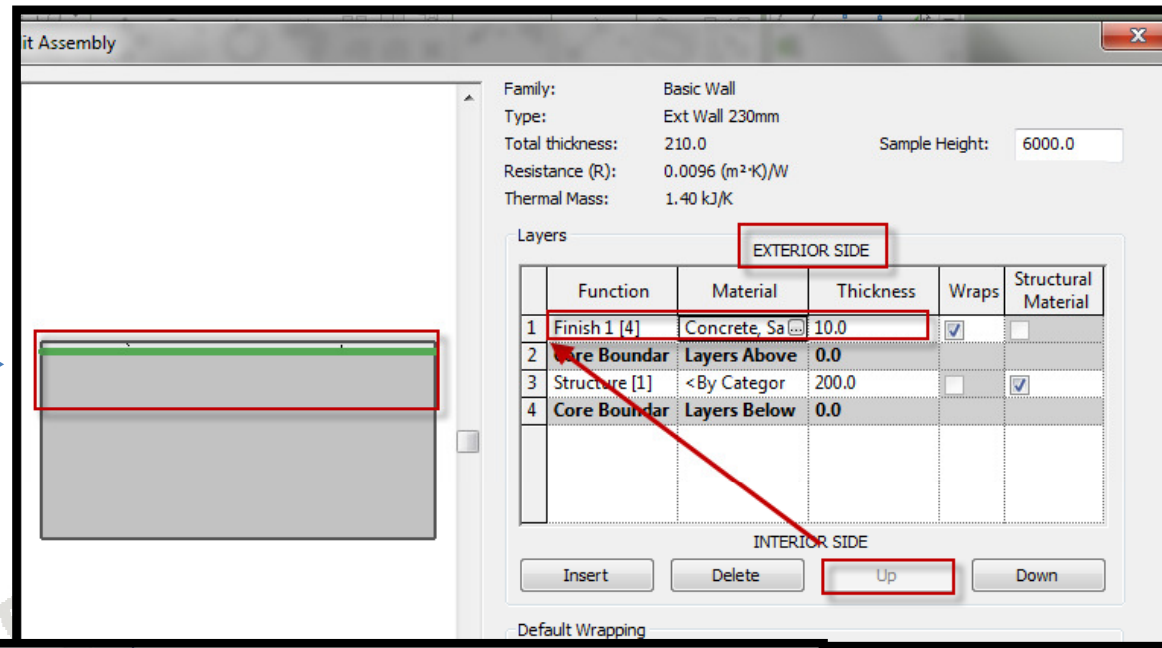 it Assembly
x
Family: Basic Wall
Type: Ext Wall 230mm
Total thickness: 210.0 Sample Height: 6000.0
Resistance (R): 0.0096 (m²·K)/W
Thermal Mass: 1.40 kJ/K
Layers
EXTERIOR SIDE
Function Material Thickness Wraps Structural Material
1 Finish 1 [4] Concrete, Sa ... 10.0
2 Core Boundar Layers Above 0.0
3 Structure [1] <By Categor 200.0
4 Core Boundar Layers Below 0.0
INTERIOR SIDE
Insert Delete Up Down
Default Wrapping